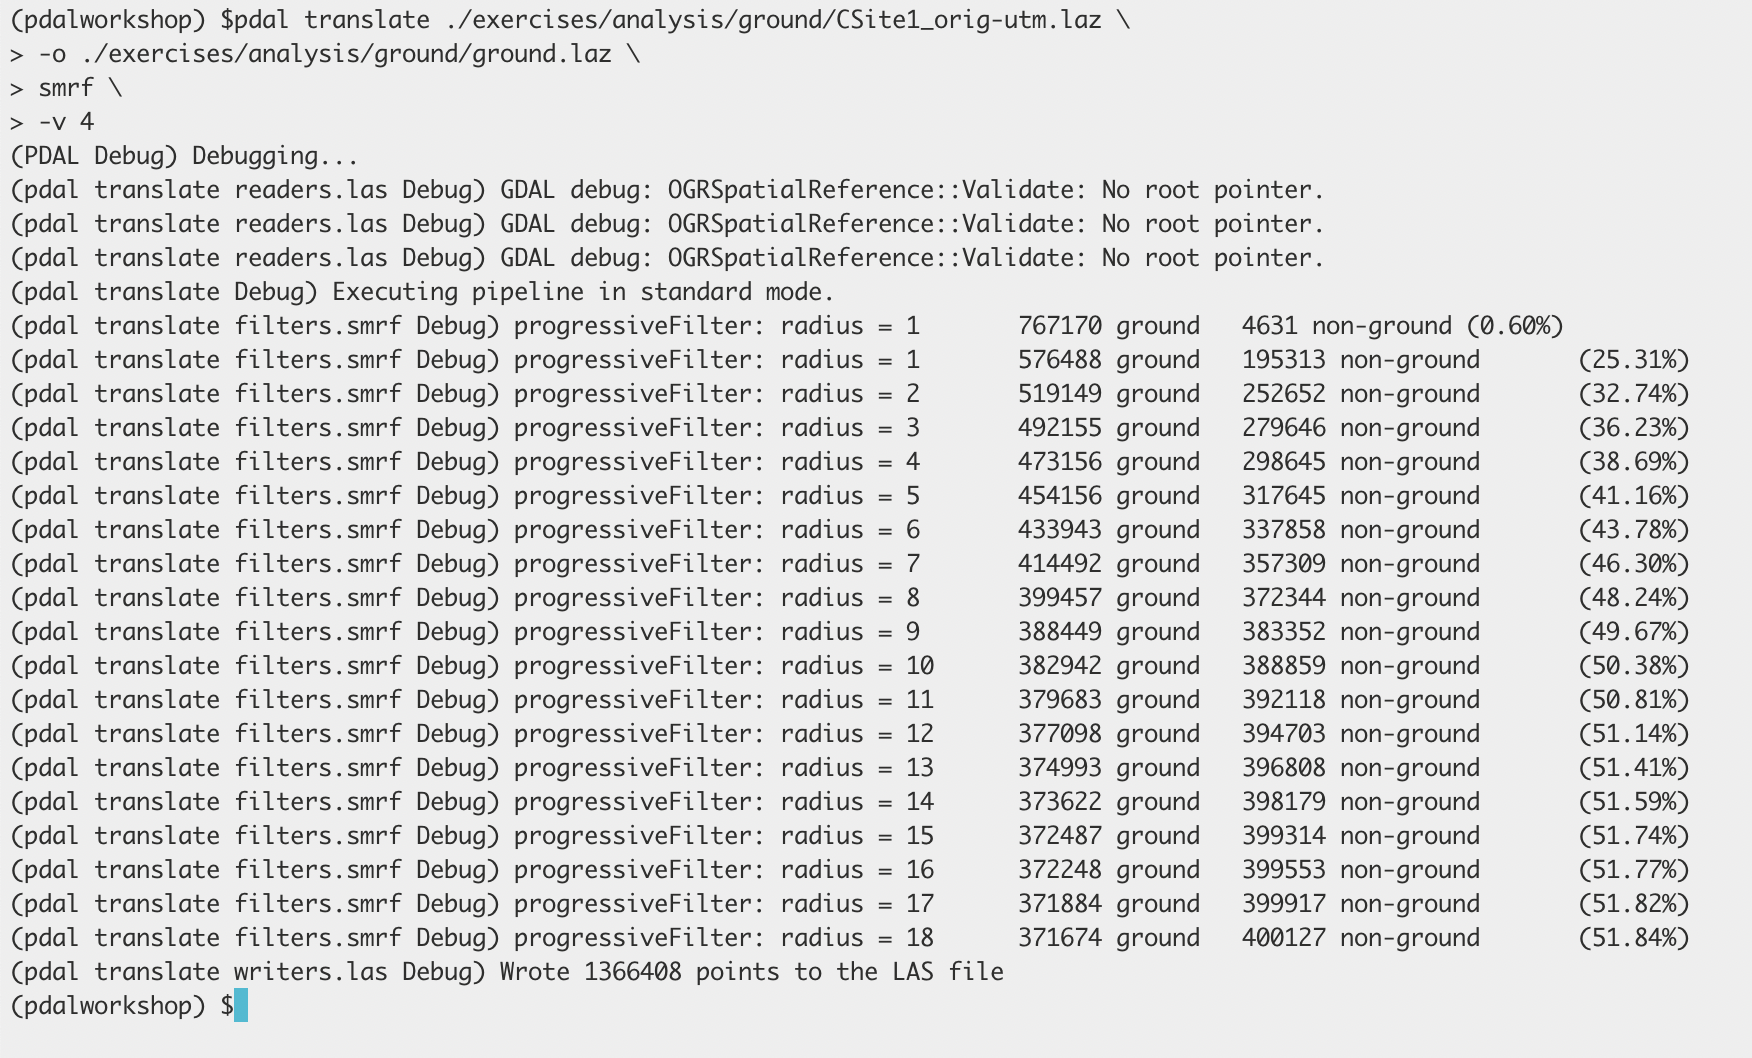 (pdalworkshop) $pdal translate ./exercises/analysis/ground/CSite1_orig-utm.laz \
> -o ./exercises/analysis/ground/ground.laz \
> smrf \
> -v 4
(PDAL Debug) Debugging...
(pdal translate readers.las Debug) GDAL debug: OGRSpatialReference::Validate: No root pointer.
(pdal translate readers.las Debug) GDAL debug: OGRSpatialReference::Validate: No root pointer.
(pdal translate readers.las Debug) GDAL debug: OGRSpatialReference::Validate: No root pointer.
(pdal translate Debug) Executing pipeline in standard mode.
(pdal translate filters.smrf Debug) progressiveFilter: radius = 1       767170 ground   4631 non-ground (0.60%)
(pdal translate filters.smrf Debug) progressiveFilter: radius = 1       576488 ground   195313 non-ground       (25.31%)
(pdal translate filters.smrf Debug) progressiveFilter: radius = 2       519149 ground   252652 non-ground       (32.74%)
(pdal translate filters.smrf Debug) progressiveFilter: radius = 3       492155 ground   279646 non-ground       (36.23%)
(pdal translate filters.smrf Debug) progressiveFilter: radius = 4       473156 ground   298645 non-ground       (38.69%)
(pdal translate filters.smrf Debug) progressiveFilter: radius = 5       454156 ground   317645 non-ground       (41.16%)
(pdal translate filters.smrf Debug) progressiveFilter: radius = 6       433943 ground   337858 non-ground       (43.78%)
(pdal translate filters.smrf Debug) progressiveFilter: radius = 7       414492 ground   357309 non-ground       (46.30%)
(pdal translate filters.smrf Debug) progressiveFilter: radius = 8       399457 ground   372344 non-ground       (48.24%)
(pdal translate filters.smrf Debug) progressiveFilter: radius = 9       388449 ground   383352 non-ground       (49.67%)
(pdal translate filters.smrf Debug) progressiveFilter: radius = 10      382942 ground   388859 non-ground       (50.38%)
(pdal translate filters.smrf Debug) progressiveFilter: radius = 11      379683 ground   392118 non-ground       (50.81%)
(pdal translate filters.smrf Debug) progressiveFilter: radius = 12      377098 ground   394703 non-ground       (51.14%)
(pdal translate filters.smrf Debug) progressiveFilter: radius = 13      374993 ground   396808 non-ground       (51.41%)
(pdal translate filters.smrf Debug) progressiveFilter: radius = 14      373622 ground   398179 non-ground       (51.59%)
(pdal translate filters.smrf Debug) progressiveFilter: radius = 15      372487 ground   399314 non-ground       (51.74%)
(pdal translate filters.smrf Debug) progressiveFilter: radius = 16      372248 ground   399553 non-ground       (51.77%)
(pdal translate filters.smrf Debug) progressiveFilter: radius = 17      371884 ground   399917 non-ground       (51.82%)
(pdal translate filters.smrf Debug) progressiveFilter: radius = 18      371674 ground   400127 non-ground       (51.84%)
(pdal translate writers.las Debug) Wrote 1366408 points to the LAS file
(pdalworkshop) $